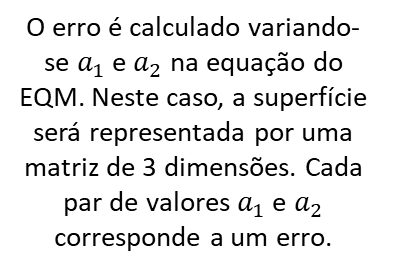 O erro é calculado variando-
se a₁ e a₂ na equação do
EQM. Neste caso, a superfície
será representada por uma
matriz de 3 dimensões. Cada
par de valores a₁ e a₂
corresponde a um erro.